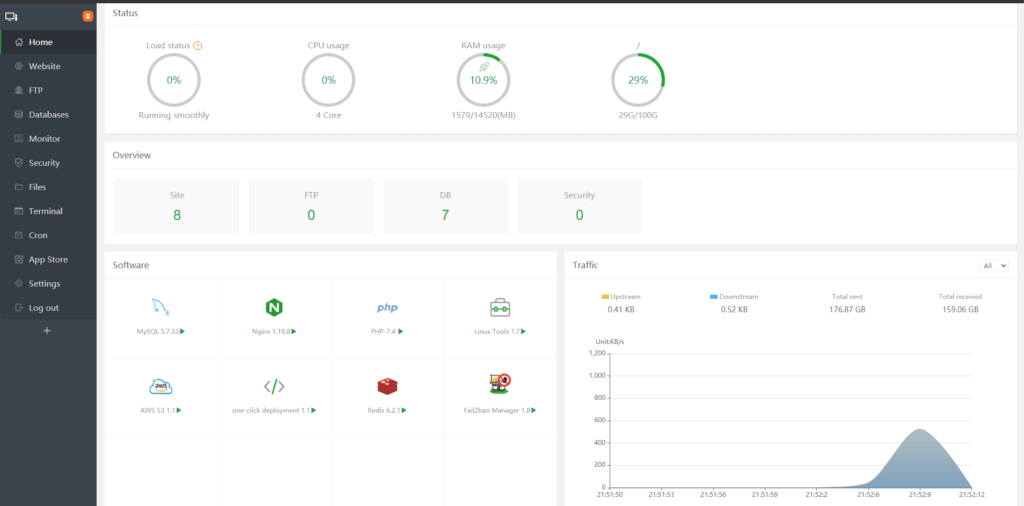 0
Home
Website
FTP
Databases
Monitor
Security
Files
Terminal
Cron
App Store
Settings
Log out
+
Status
Load status ?
CPU usage
RAM usage
/
0%
0%
10.9%
29%
Running smoothly
4 Core
1579/14520(MB)
29G/100G
Overview
Site
FTP
DB
Security
8
0
7
0
Software
MySQL 5.7.33
Nginx 1.19.8
php
PHP-7.4
Linux Tools 1.7
aws
AWS S3 1.1
one-click deployment 1.1
Redis 6.2.1
Fail2ban Manager 1.8
Traffic
All
Upstream
Downstream
Total sent
Total received
0.41 KB
0.52 KB
176.87 GB
159.06 GB
Unit:KB/s
1,200
1,000
800
600
400
200
0
21:51:50
21:51:53
21:51:56
21:51:59
21:52:2
21:52:6
21:52:9
21:52:12